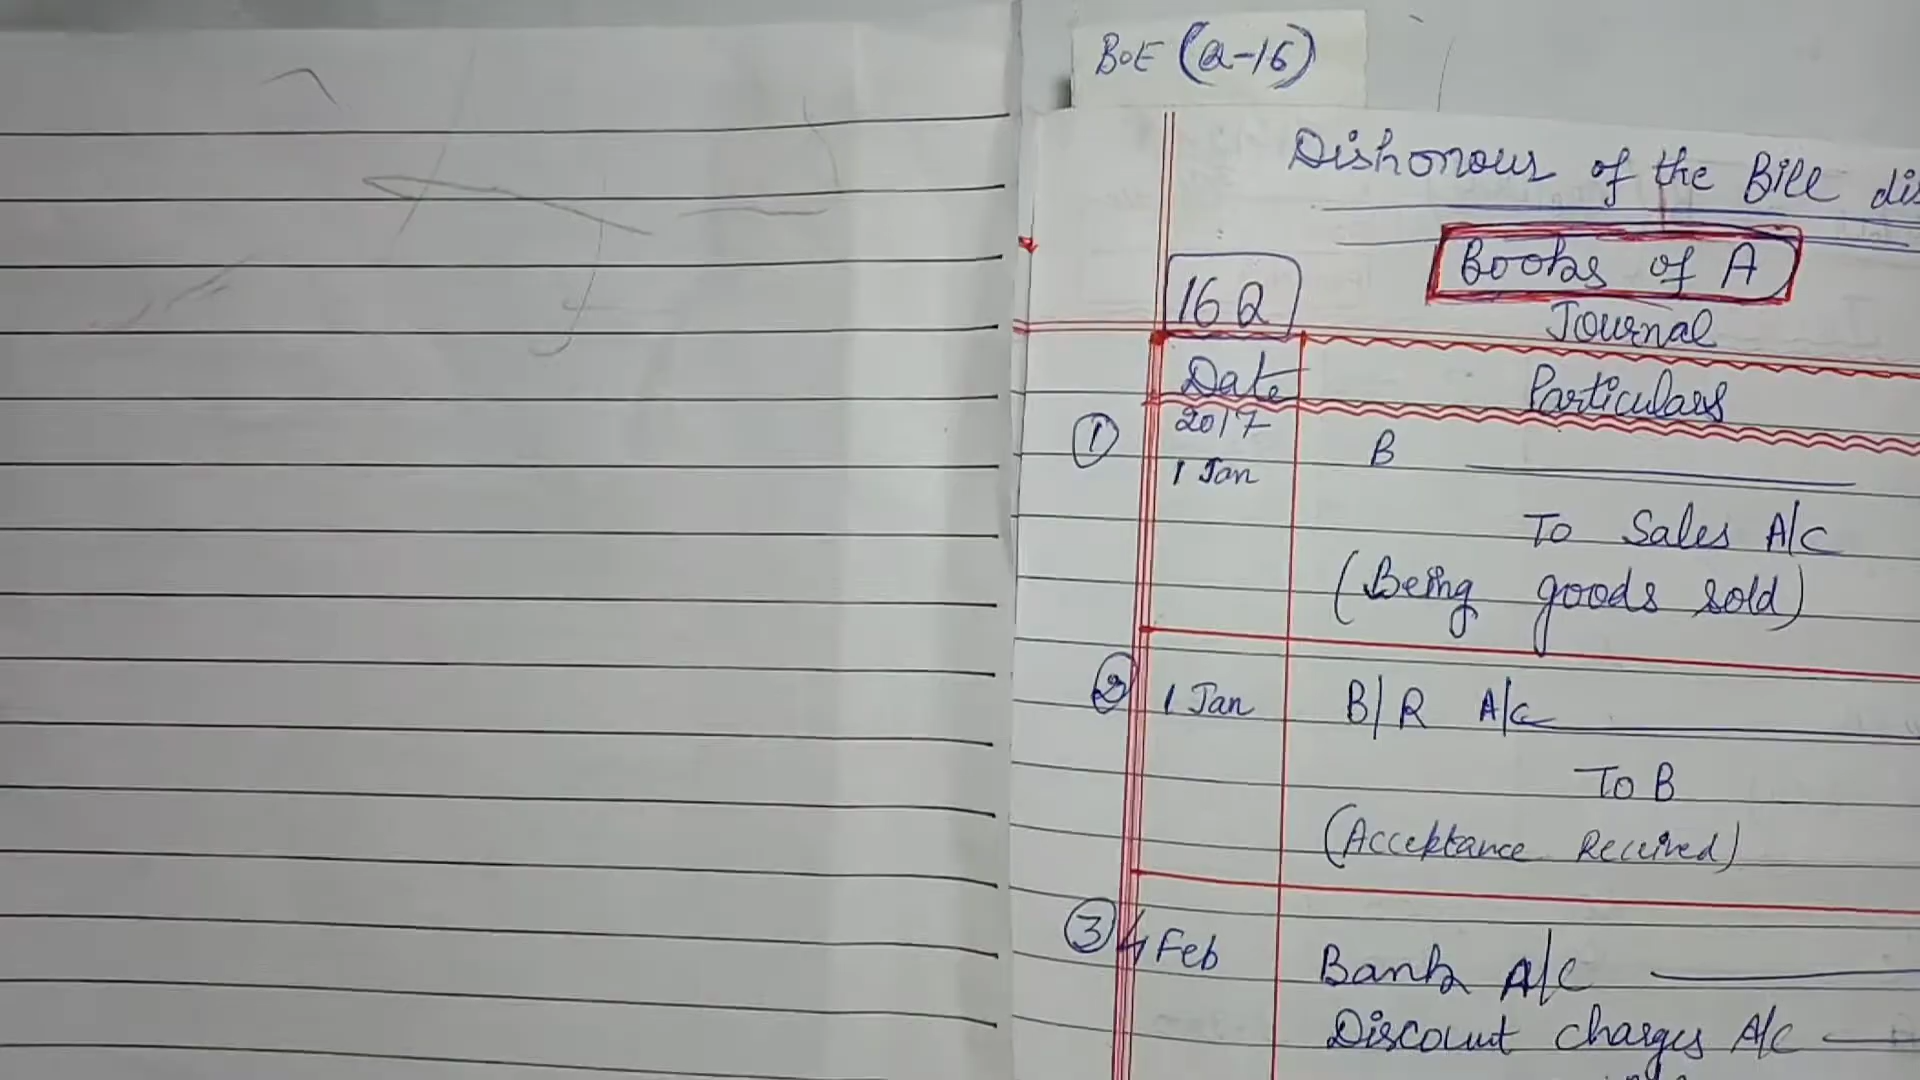 BOE (Q-16)
Dishonour of the Bill dis
Books of A
16 Q
Journal
Date
Particulars
① 2017
1 Jan
B
To Sales A/c
(Being goods sold)
② 1 Jan B/R A/c
To B
(Acceptance Received)
③ 4 Feb Bank A/c
Discount charges A/c